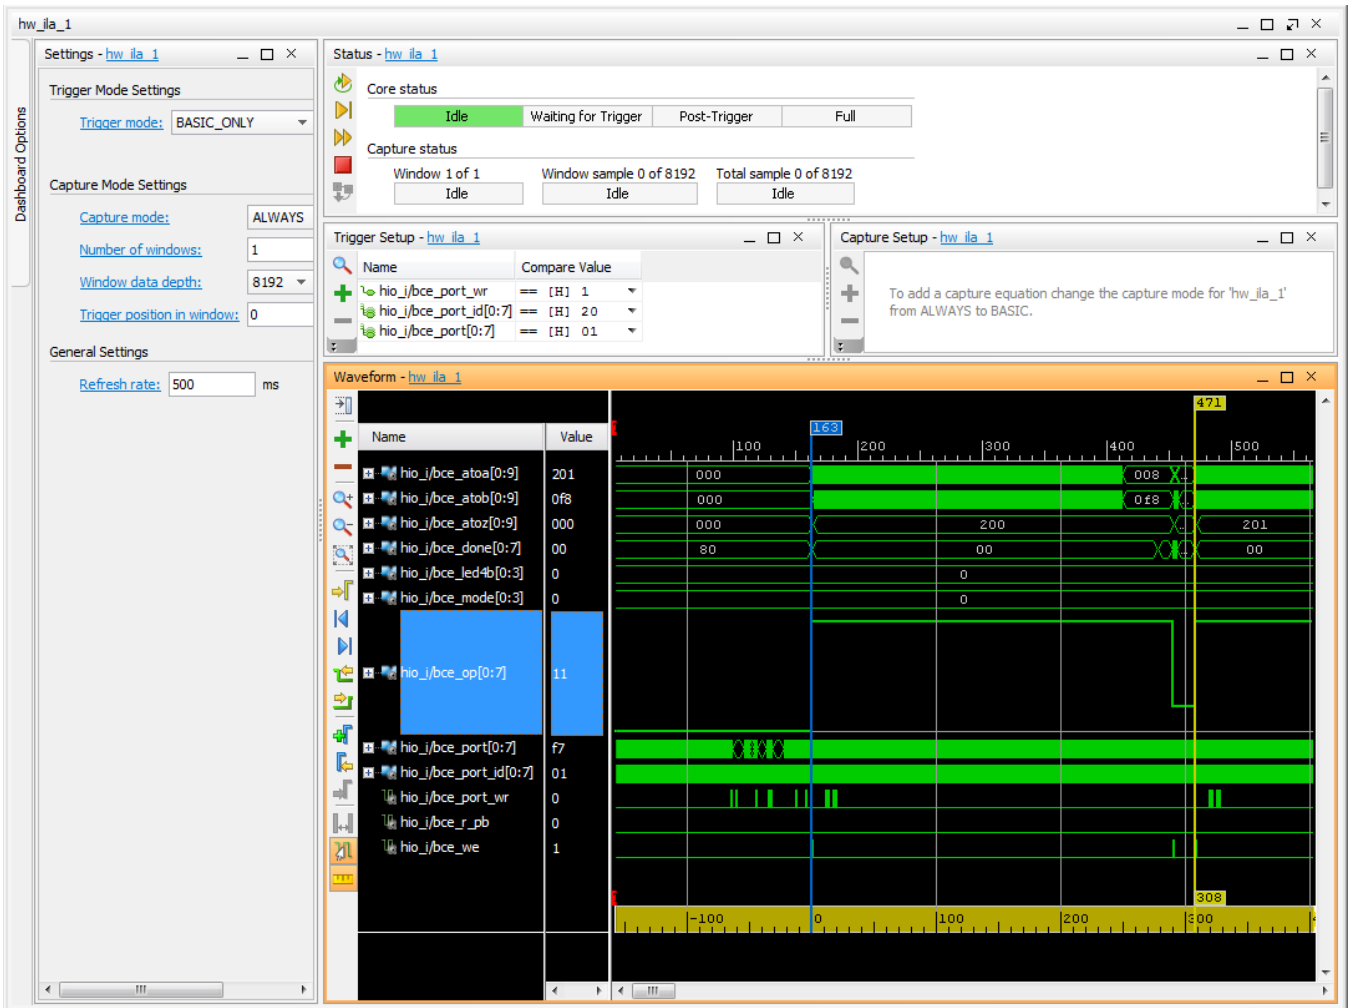 hw_ila_1
Dashboard Options
Settings - hw_ila_1
Trigger Mode Settings
Trigger mode: BASIC_ONLY
Capture Mode Settings
Capture mode: ALWAYS
Number of windows: 1
Window data depth: 8192
Trigger position in window: 0
General Settings
Refresh rate: 500 ms
Status - hw_ila_1
Core status
Idle Waiting for Trigger Post-Trigger Full
Capture status
Window 1 of 1 Window sample 0 of 8192 Total sample 0 of 8192
Idle Idle Idle
Trigger Setup - hw_ila_1
Name Compare Value
hio_i/bce_port_wr == [H] 1
hio_i/bce_port_id[0:7] == [H] 20
hio_i/bce_port[0:7] == [H] 01
Capture Setup - hw_ila_1
To add a capture equation change the capture mode for 'hw_ila_1'
from ALWAYS to BASIC.
Waveform - hw_ila_1
471
163
Name Value
100 200 300 400 500
hio_i/bce_atoa[0:9] 201 000 008 ..
hio_i/bce_atob[0:9] 0f8 000 0f8 ..
hio_i/bce_atoz[0:9] 000 000 200 .. 201
hio_i/bce_done[0:7] 00 80 00 .. 00
hio_i/bce_led4b[0:3] 0 0
hio_i/bce_mode[0:3] 0 0
hio_i/bce_op[0:7] 11
hio_i/bce_port[0:7] f7
hio_i/bce_port_id[0:7] 01
hio_i/bce_port_wr 0
hio_i/bce_r_pb 0
hio_i/bce_we 1
308
-100 0 100 200 300